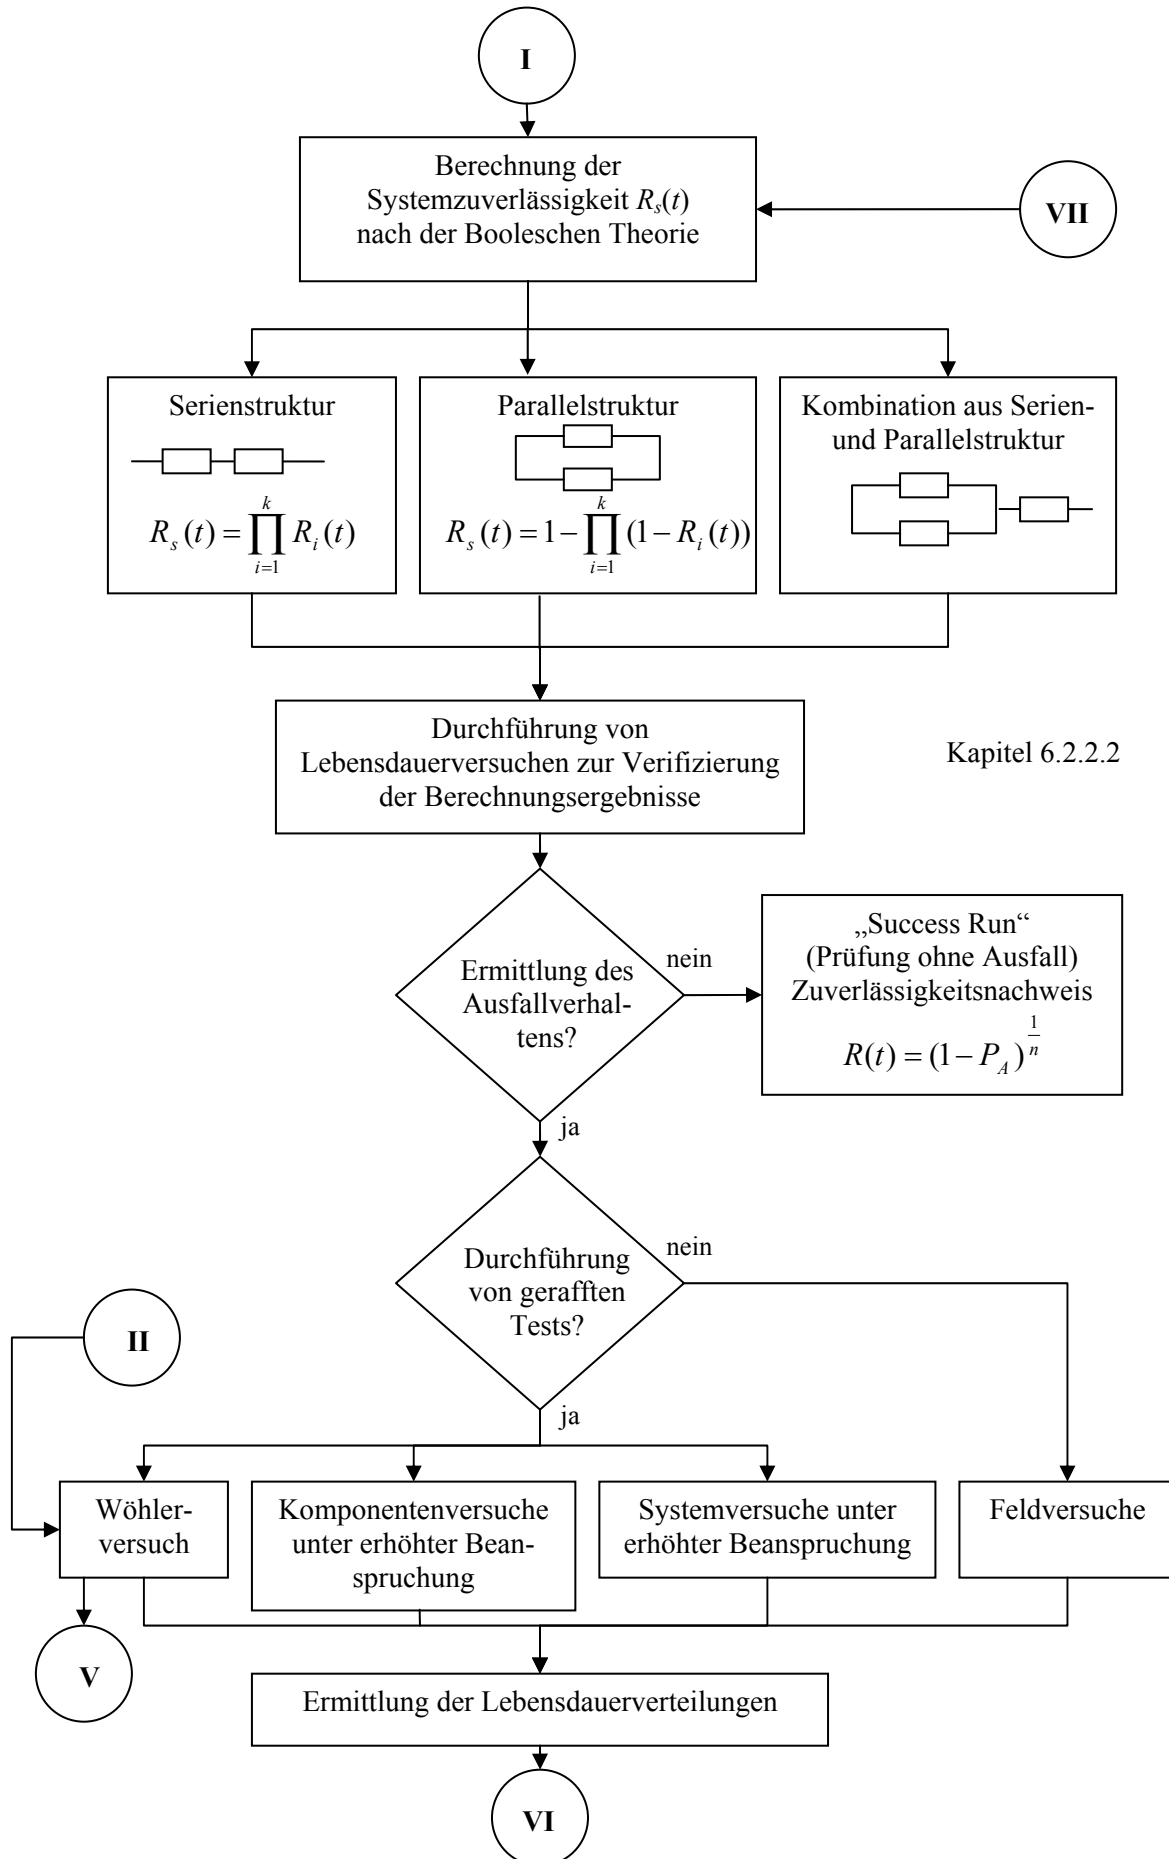 I
Berechnung der
Systemzuverlässigkeit R_s(t)
nach der Booleschen Theorie
VII
Serienstruktur
R_s(t) = ∏_{i=1}^{k} R_i(t)
Parallelstruktur
R_s(t) = 1 − ∏_{i=1}^{k} (1 − R_i(t))
Kombination aus Serien-
und Parallelstruktur
Durchführung von
Lebensdauerversuchen zur Verifizierung
der Berechnungsergebnisse
Kapitel 6.2.2.2
Ermittlung des
Ausfallverhal-
tens?
nein
„Success Run“
(Prüfung ohne Ausfall)
Zuverlässigkeitsnachweis
R(t) = (1 − P_A)^{1/n}
ja
Durchführung
von gerafften
Tests?
nein
II
ja
Wöhler-
versuch
Komponentenversuche
unter erhöhter Bean-
spruchung
Systemversuche unter
erhöhter Beanspruchung
Feldversuche
V
Ermittlung der Lebensdauerverteilungen
VI